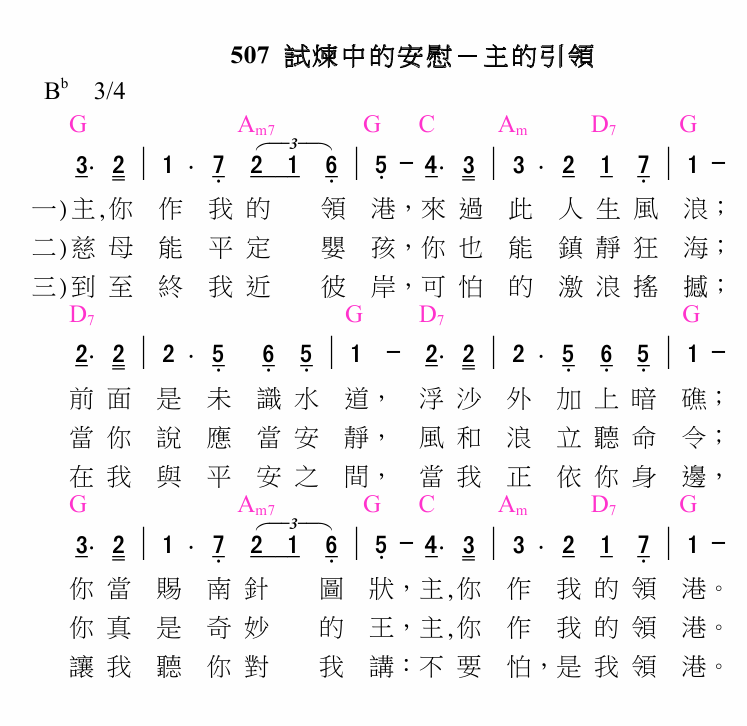 507 試煉中的安慰－主的引領
B♭ 3/4
G Am7 G C Am D7 G
3· 2 | 1 · 7 2 1 6 | 5 － 4· 3 | 3 · 2 1 7 | 1 －
一)主,你 作 我 的 領 港，來 過 此 人 生 風 浪；
二)慈 母 能 平 定 嬰 孩，你 也 能 鎮 靜 狂 海；
三)到 至 終 我 近 彼 岸，可 怕 的 激 浪 搖 撼；
D7 G D7 G
2· 2 | 2 · 5 6 5 | 1 － 2· 2 | 2 · 5 6 5 | 1 －
前 面 是 未 識 水 道， 浮 沙 外 加 上 暗 礁；
當 你 說 應 當 安 靜， 風 和 浪 立 聽 命 令；
在 我 與 平 安 之 間， 當 我 正 依 你 身 邊，
G Am7 G C Am D7 G
3· 2 | 1 · 7 2 1 6 | 5 － 4· 3 | 3 · 2 1 7 | 1 －
你 當 賜 南 針 圖 狀，主,你 作 我 的 領 港。
你 真 是 奇 妙 的 王，主,你 作 我 的 領 港。
讓 我 聽 你 對 我 講：不 要 怕，是 我 領 港。